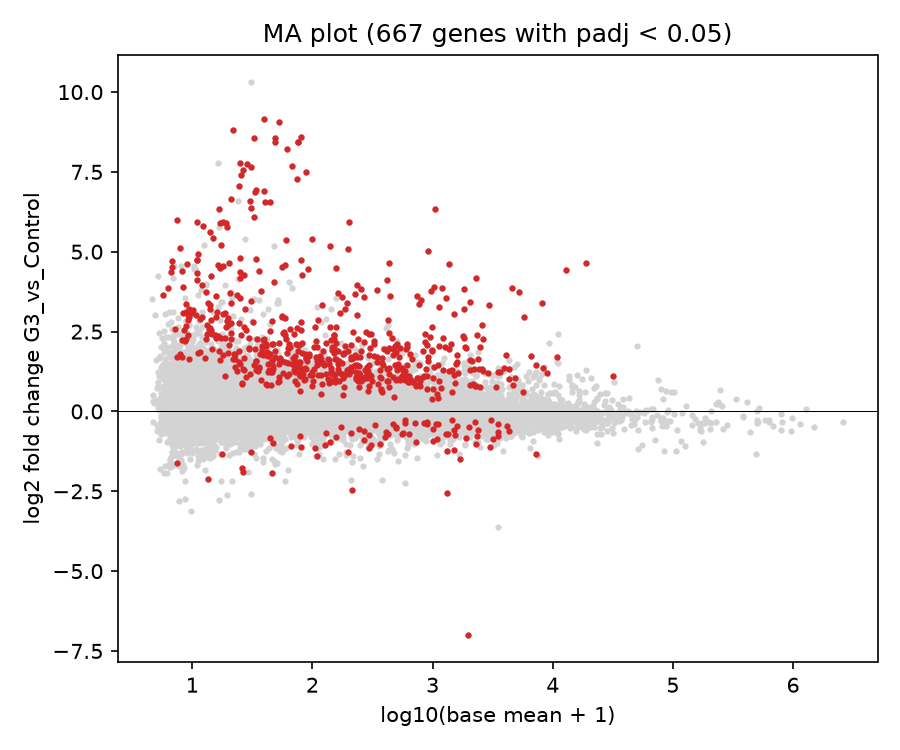 MA plot (667 genes with padj < 0.05)
10.0
7.5
5.0
2.5
0.0
−2.5
−5.0
−7.5
log2 fold change G3_vs_Control
1 2 3 4 5 6
log10(base mean + 1)